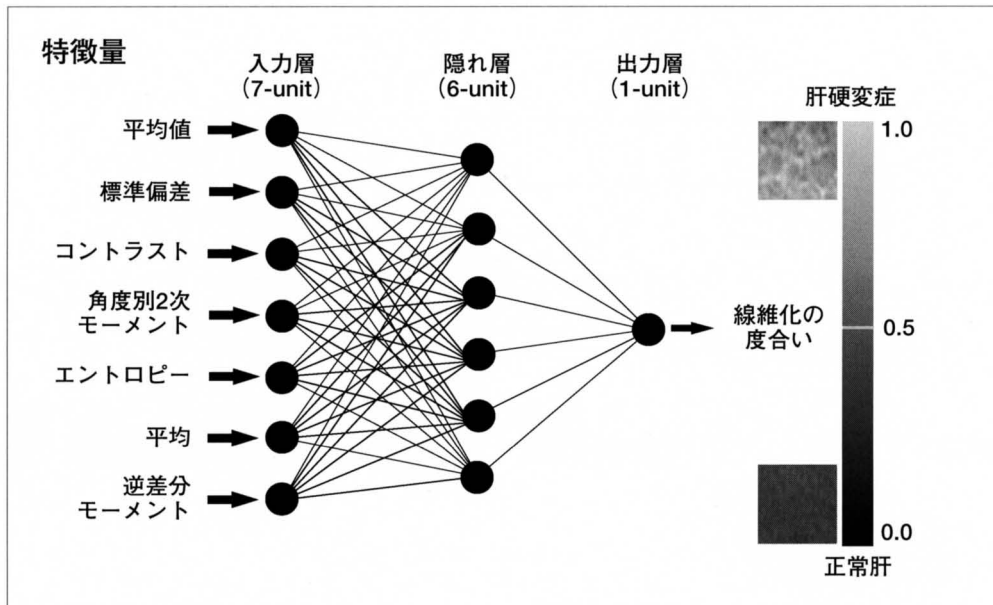 特徴量
入力層
(7-unit)
隠れ層
(6-unit)
出力層
(1-unit)
平均値
標準偏差
コントラスト
角度別2次
モーメント
エントロピー
平均
逆差分
モーメント
線維化の
度合い
肝硬変症
1.0
0.5
0.0
正常肝